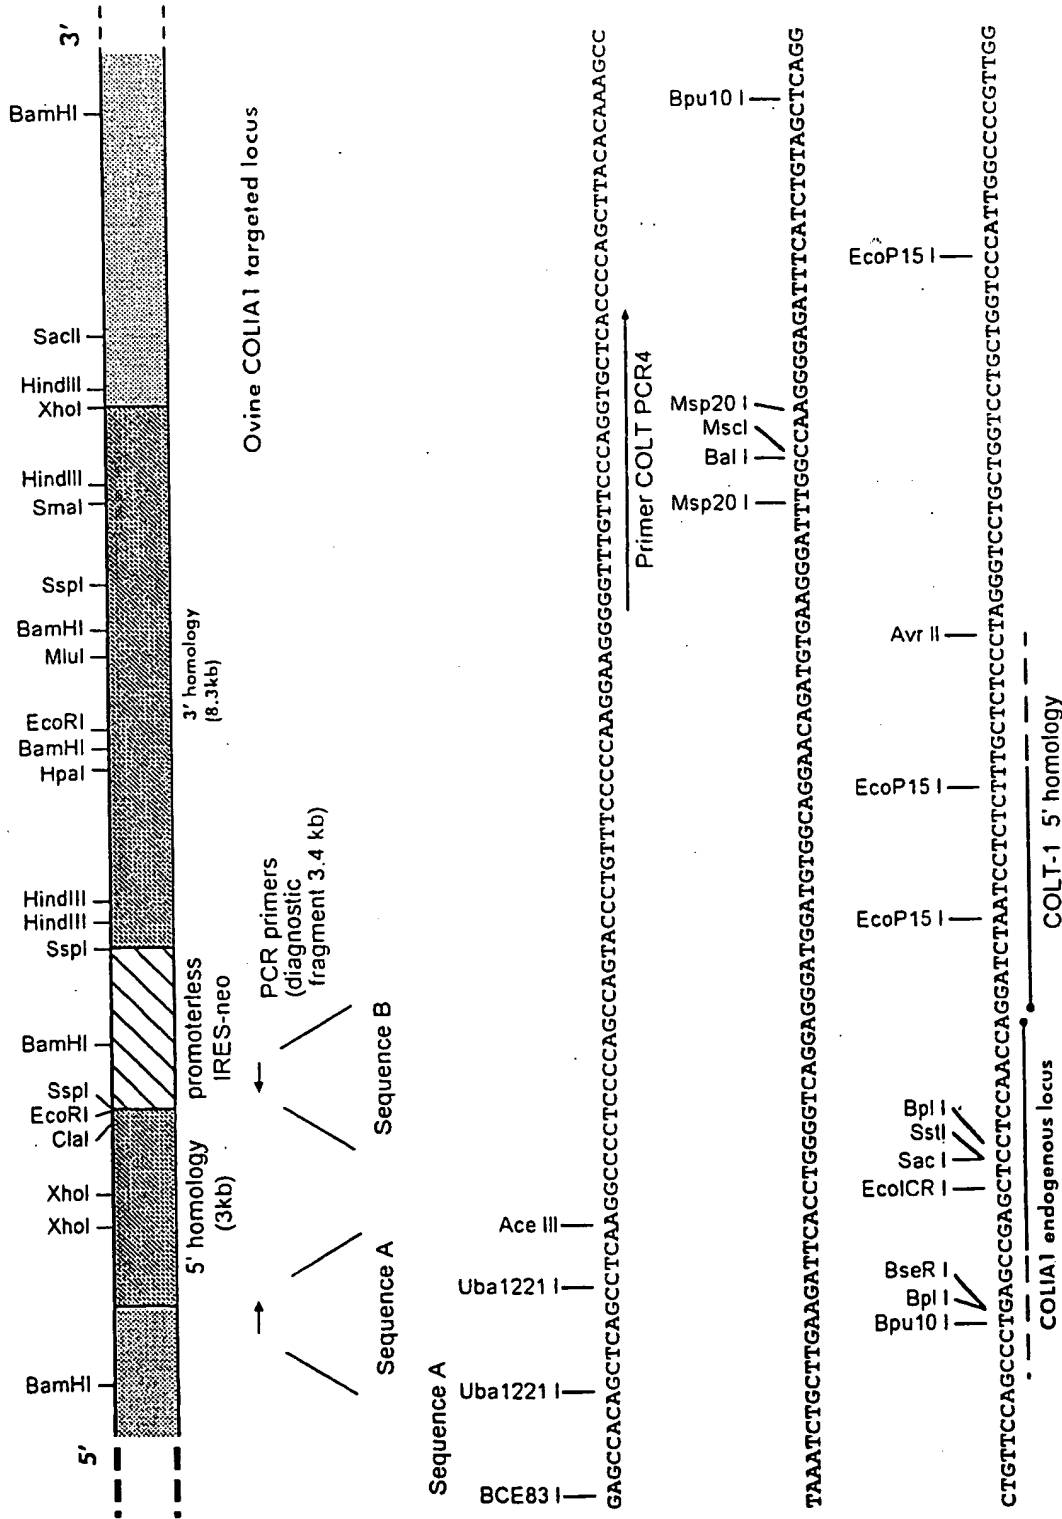 5'
BamHI
XhoI
XhoI
ClaI
EcoRI
SspI
BamHI
SspI
HindIII
HindIII
HpaI
BamHI
EcoRI
MluI
BamHI
SspI
SmaI
HindIII
XhoI
HindIII
SacII
BamHI
3'
5' homology
(3kb)
promoterless
IRES-neo
3' homology
(8.3kb)
PCR primers
(diagnostic
fragment 3.4 kb)
Ovine COLIA1 targeted locus
Sequence A
Sequence B
Sequence A
BCE83 I
Uba1221 I
Uba1221 I
Ace III
GAGCCACAGCTCAGCCTCAAGGCCCCTCCCCAGCCAGTACCCTGTTTCCCCCAAGGAAGGGGGTTTGTTCCCAGGTGCTCACCCCAGCTTACACAAAGCC
Primer COLT PCR4
Msp20 I
Bal I
MscI
Msp20 I
Bpu10 I
TAAATCTGCTTGAAGATTCACCTGGGGTCAGGAGGGATGGATGTGGCAGGAACAGATGTGAAGGGATTTGGCCAAGGGGAGATTTCATCTGTAGCTCAGG
Bpu10 I
Bpl I
BseR I
EcoICR I
Sac I
SstI
Bpl I
EcoP15 I
EcoP15 I
Avr II
EcoP15 I
CTGTTCCAGCCCTGAGCCGAGCTCCTCCAACCAGGATCTAATCCTCTCTTTGCTCTCCCTAGGGTCCTGCTGGTCCTGCTGGTCCCATTGGCCCCGTTGG
COLIA1 endogenous locus
COLT-1 5' homology